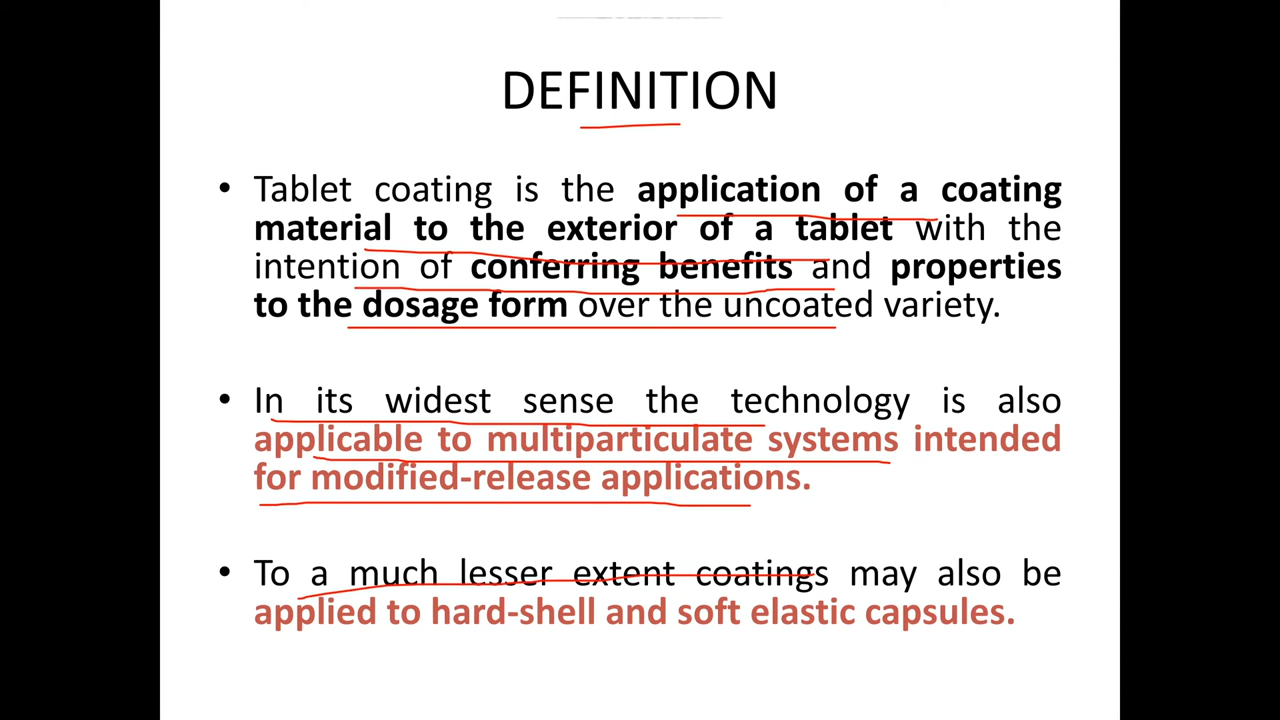 DEFINITION
• Tablet coating is the application of a coating
material to the exterior of a tablet with the
intention of conferring benefits and properties
to the dosage form over the uncoated variety.
• In its widest sense the technology is also
applicable to multiparticulate systems intended
for modified-release applications.
• To a much lesser extent coatings may also be
applied to hard-shell and soft elastic capsules.